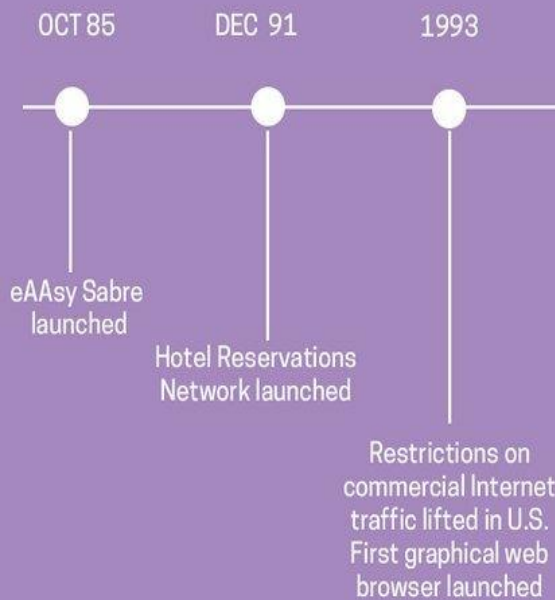 OCT 85 DEC 91 1993
eAAsy Sabre
launched
Hotel Reservations
Network launched
Restrictions on
commercial Internet
traffic lifted in U.S.
First graphical web
browser launched